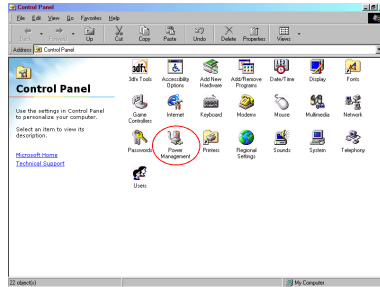 Control Panel
File Edit View Go Favorites Help
Back Forward Up Cut Copy Paste Undo Delete Properties Views
Address Control Panel
Control Panel
Use the settings in Control Panel
to personalize your computer.
Select an item to view its
description.
Microsoft Home
Technical Support
3dfx Tools Accessibility Options Add New Hardware Add/Remove Programs Date/Time Display Fonts
Game Controllers Internet Keyboard Modems Mouse Multimedia Network
Passwords Power Management Printers Regional Settings Sounds System Telephony
Users
22 object(s) My Computer